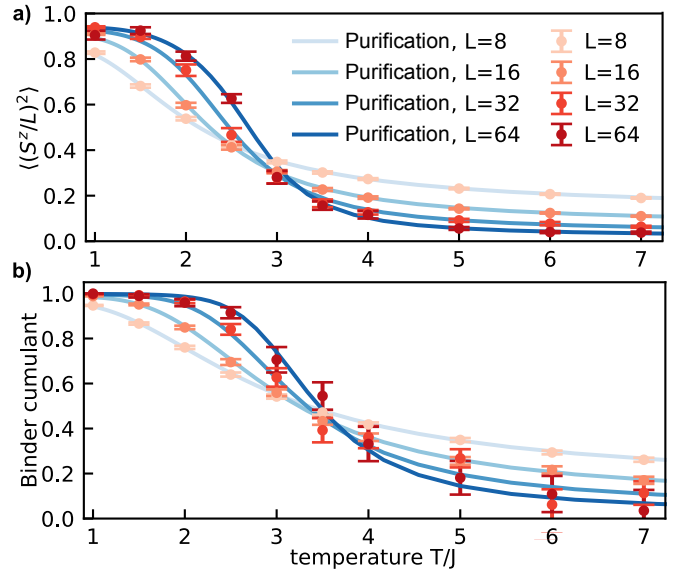 a)
⟨(Sᶻ/L)²⟩
1.0
0.8
0.6
0.4
0.2
0.0
Purification, L=8
Purification, L=16
Purification, L=32
Purification, L=64
L=8
L=16
L=32
L=64
1 2 3 4 5 6 7
b)
Binder cumulant
1.0
0.8
0.6
0.4
0.2
0.0
1 2 3 4 5 6 7
temperature T/J